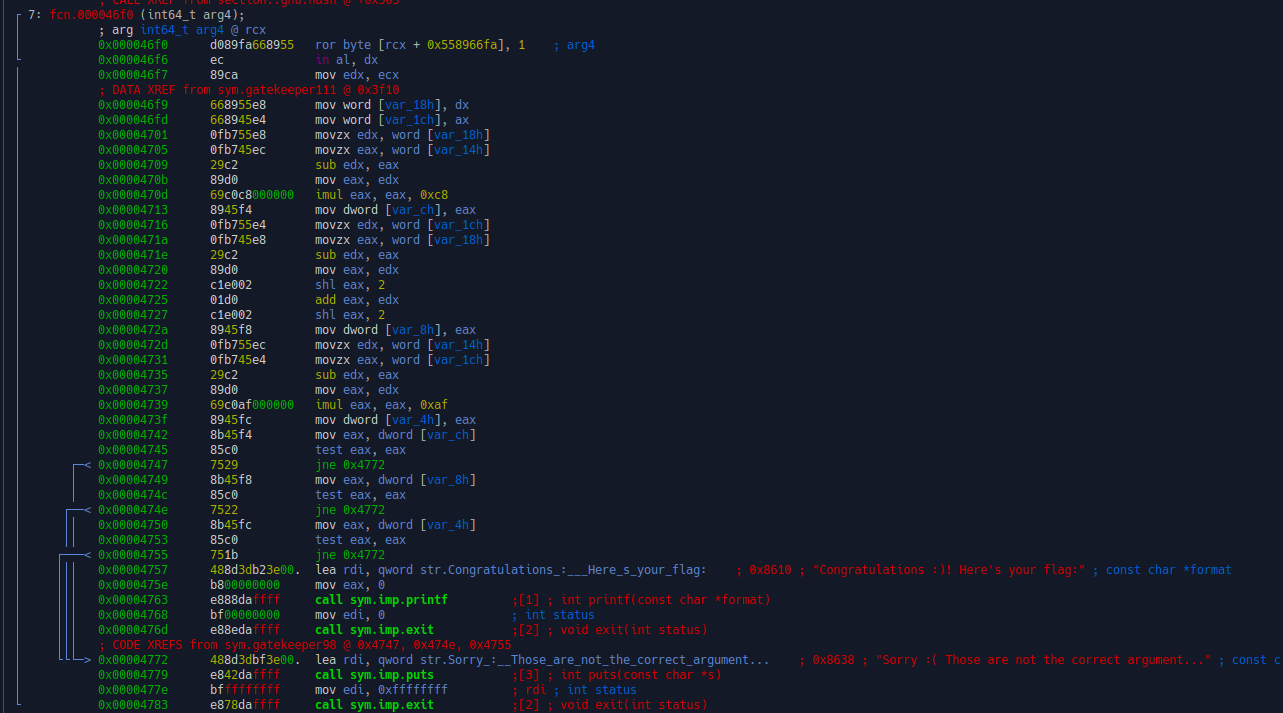 ; CALL XREF from section..gnu.hash @ +0x303
7: fcn.000046f0 (int64_t arg4);
; arg int64_t arg4 @ rcx
0x000046f0 d089fa668955 ror byte [rcx + 0x558966fa], 1 ; arg4
0x000046f6 ec in al, dx
0x000046f7 89ca mov edx, ecx
; DATA XREF from sym.gatekeeper111 @ 0x3f10
0x000046f9 668955e8 mov word [var_18h], dx
0x000046fd 668945e4 mov word [var_1ch], ax
0x00004701 0fb755e8 movzx edx, word [var_18h]
0x00004705 0fb745ec movzx eax, word [var_14h]
0x00004709 29c2 sub edx, eax
0x0000470b 89d0 mov eax, edx
0x0000470d 69c0c8000000 imul eax, eax, 0xc8
0x00004713 8945f4 mov dword [var_ch], eax
0x00004716 0fb755e4 movzx edx, word [var_1ch]
0x0000471a 0fb745e8 movzx eax, word [var_18h]
0x0000471e 29c2 sub edx, eax
0x00004720 89d0 mov eax, edx
0x00004722 c1e002 shl eax, 2
0x00004725 01d0 add eax, edx
0x00004727 c1e002 shl eax, 2
0x0000472a 8945f8 mov dword [var_8h], eax
0x0000472d 0fb755ec movzx edx, word [var_14h]
0x00004731 0fb745e4 movzx eax, word [var_1ch]
0x00004735 29c2 sub edx, eax
0x00004737 89d0 mov eax, edx
0x00004739 69c0af000000 imul eax, eax, 0xaf
0x0000473f 8945fc mov dword [var_4h], eax
0x00004742 8b45f4 mov eax, dword [var_ch]
0x00004745 85c0 test eax, eax
< 0x00004747 7529 jne 0x4772
0x00004749 8b45f8 mov eax, dword [var_8h]
0x0000474c 85c0 test eax, eax
< 0x0000474e 7522 jne 0x4772
0x00004750 8b45fc mov eax, dword [var_4h]
0x00004753 85c0 test eax, eax
< 0x00004755 751b jne 0x4772
0x00004757 488d3db23e00. lea rdi, qword str.Congratulations_:___Here_s_your_flag: ; 0x8610 ; "Congratulations :)! Here's your flag:" ; const char *format
0x0000475e b800000000 mov eax, 0
0x00004763 e888daffff call sym.imp.printf ;[1] ; int printf(const char *format)
0x00004768 bf00000000 mov edi, 0 ; int status
0x0000476d e88edaffff call sym.imp.exit ;[2] ; void exit(int status)
; CODE XREFS from sym.gatekeeper98 @ 0x4747, 0x474e, 0x4755
> 0x00004772 488d3dbf3e00. lea rdi, qword str.Sorry_:__Those_are_not_the_correct_argument... ; 0x8638 ; "Sorry :( Those are not the correct argument..." ; const c
0x00004779 e842daffff call sym.imp.puts ;[3] ; int puts(const char *s)
0x0000477e bfffffffff mov edi, 0xffffffff ; rdi ; int status
0x00004783 e878daffff call sym.imp.exit ;[2] ; void exit(int status)